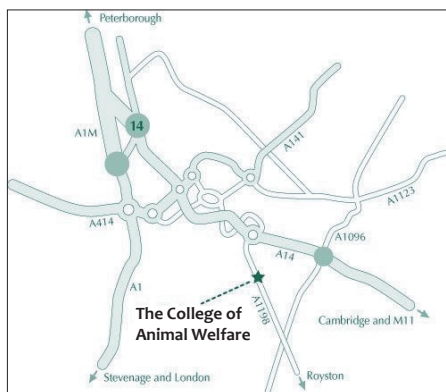 Peterborough
14
A1M
A141
A1123
A414
A1096
A14
A1
A1198
The College of
Animal Welfare
Cambridge and M11
Stevenage and London
Royston